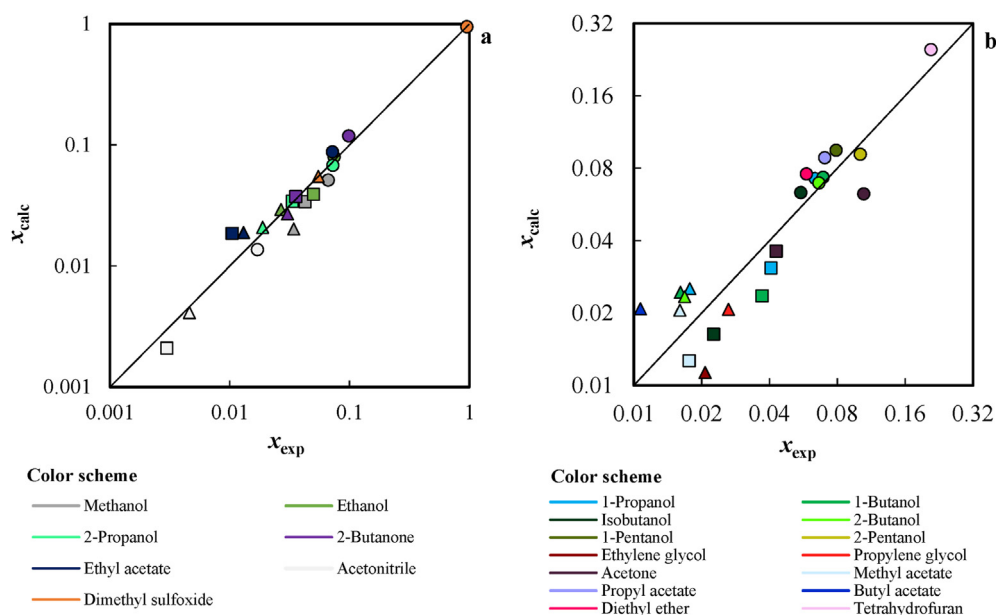 a
1
0.1
0.01
0.001
x calc
0.001 0.01 0.1 1
x exp
Color scheme
Methanol Ethanol
2-Propanol 2-Butanone
Ethyl acetate Acetonitrile
Dimethyl sulfoxide
b
0.32
0.16
0.08
0.04
0.02
0.01
x calc
0.01 0.02 0.04 0.08 0.16 0.32
x exp
Color scheme
1-Propanol 1-Butanol
Isobutanol 2-Butanol
1-Pentanol 2-Pentanol
Ethylene glycol Propylene glycol
Acetone Methyl acetate
Propyl acetate Butyl acetate
Diethyl ether Tetrahydrofuran